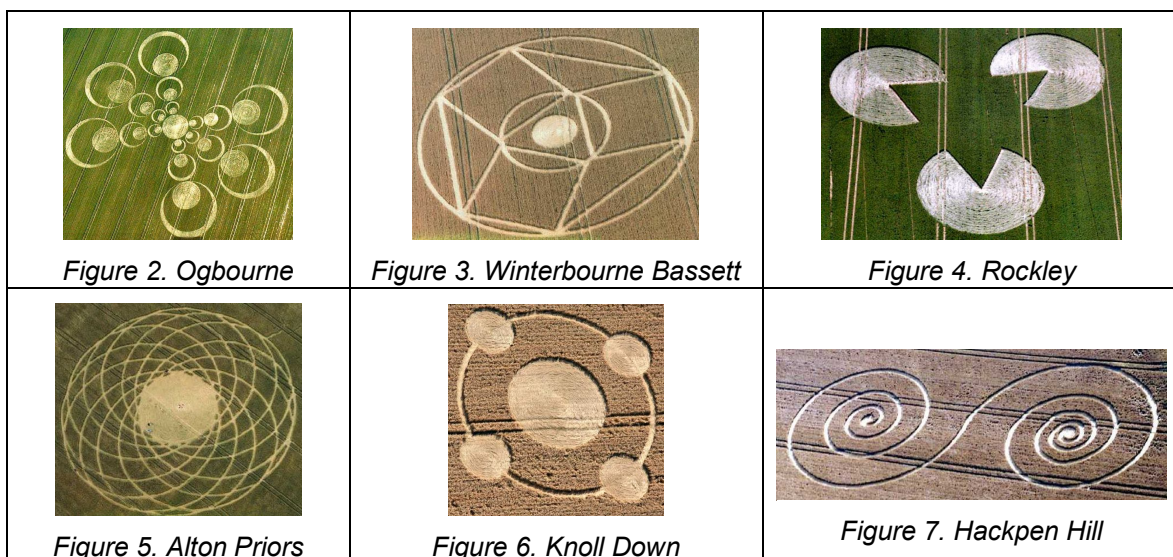 Figure 2. Ogbourne
Figure 3. Winterbourne Bassett
Figure 4. Rockley
Figure 5. Alton Priors
Figure 6. Knoll Down
Figure 7. Hackpen Hill